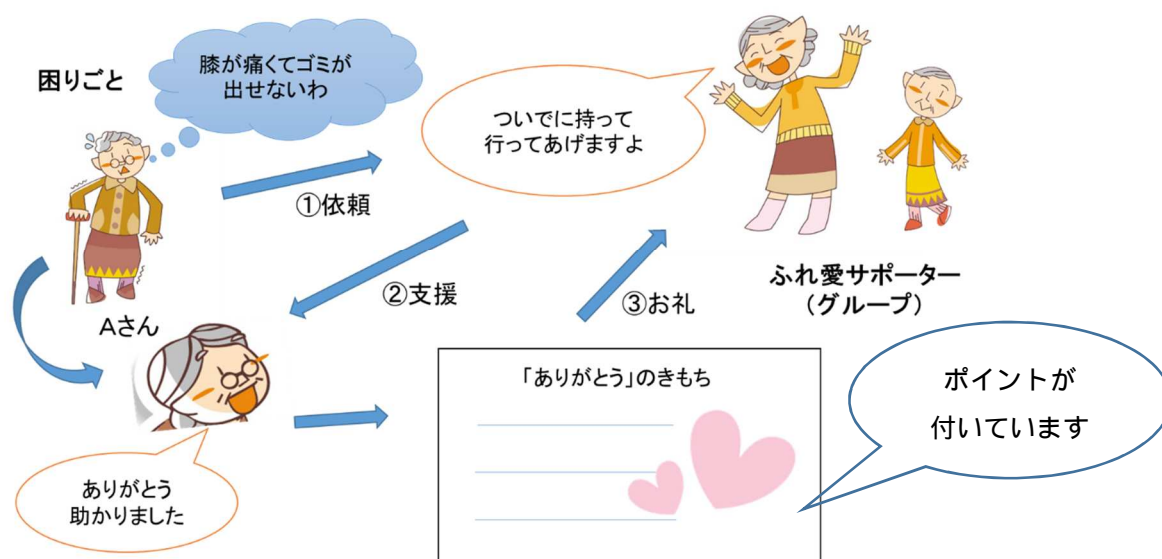 困りごと
膝が痛くてゴミが
出せないわ
ついでに持って
行ってあげますよ
①依頼
②支援
③お礼
ふれ愛サポーター
（グループ）
Aさん
「ありがとう」のきもち
ポイントが
付いています
ありがとう
助かりました